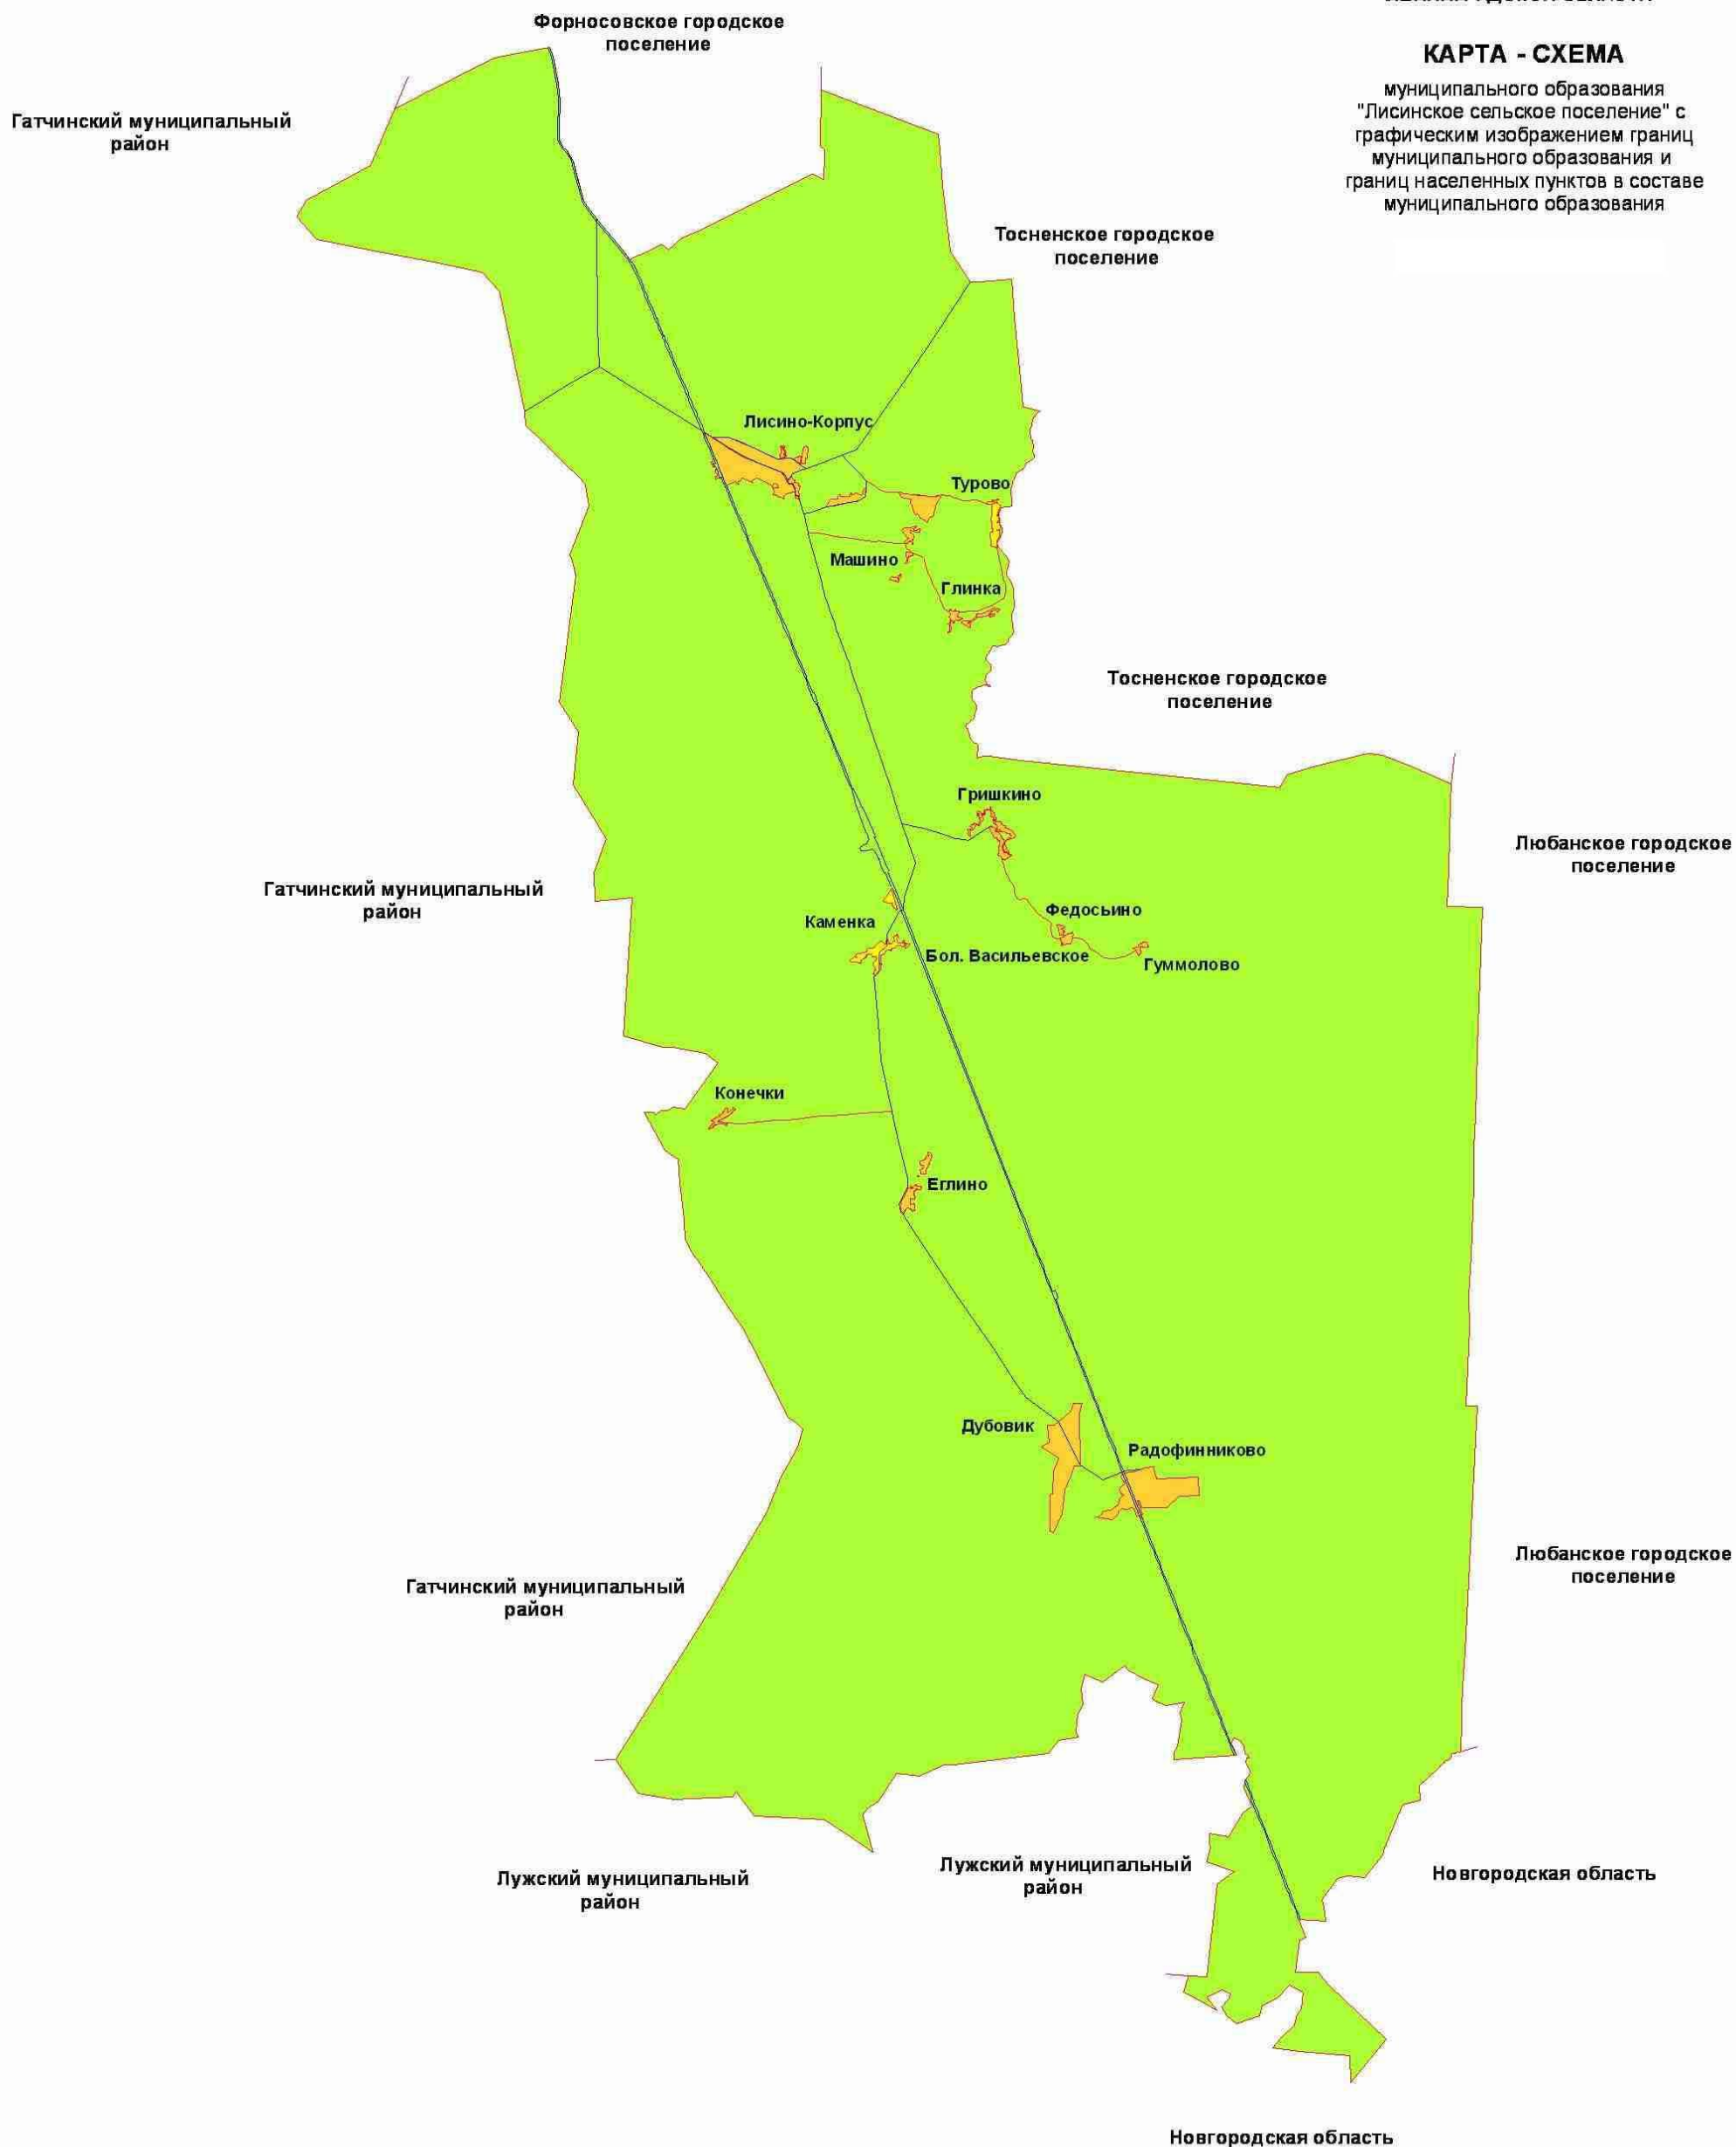 КАРТА - СХЕМА
муниципального образования
"Лисинское сельское поселение" с
графическим изображением границ
муниципального образования и
границ населенных пунктов в составе
муниципального образования
Форносовское городское
поселение
Гатчинский муниципальный
район
Тосненское городское
поселение
Лисино-Корпус
Турово
Машино
Глинка
Тосненское городское
поселение
Гришкино
Любанское городское
поселение
Гатчинский муниципальный
район
Каменка
Федосьино
Бол. Васильевское
Гуммолово
Конечки
Еглино
Дубовик
Радофинниково
Любанское городское
поселение
Гатчинский муниципальный
район
Лужский муниципальный
район
Лужский муниципальный
район
Новгородская область
Новгородская область